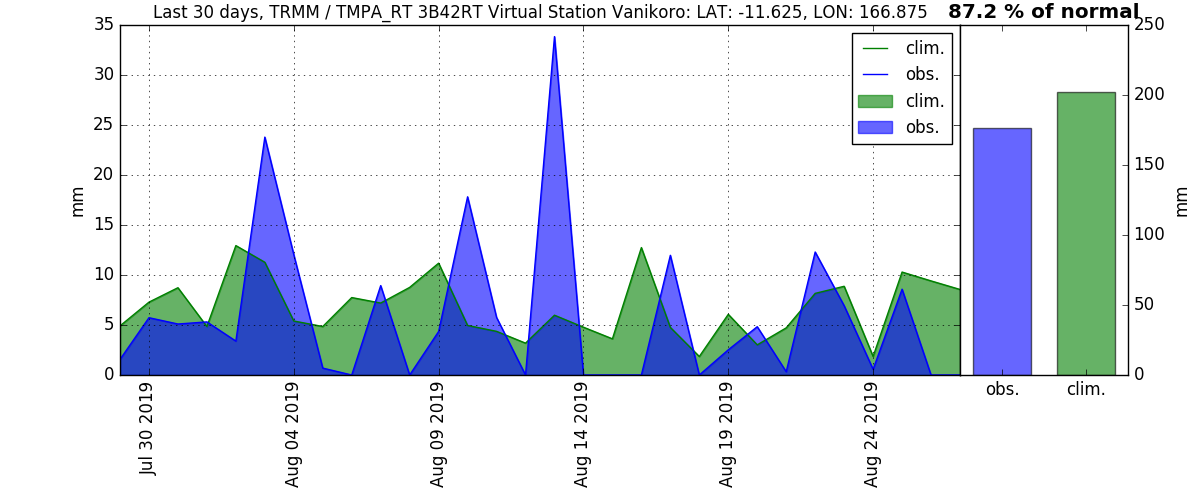 Last 30 days, TRMM / TMPA_RT 3B42RT Virtual Station Vanikoro: LAT: -11.625, LON: 166.875
87.2 % of normal
35
30
25
20
15
10
5
0
mm
clim.
obs.
clim.
obs.
Jul 30 2019
Aug 04 2019
Aug 09 2019
Aug 14 2019
Aug 19 2019
Aug 24 2019
250
200
150
100
50
0
mm
obs.
clim.